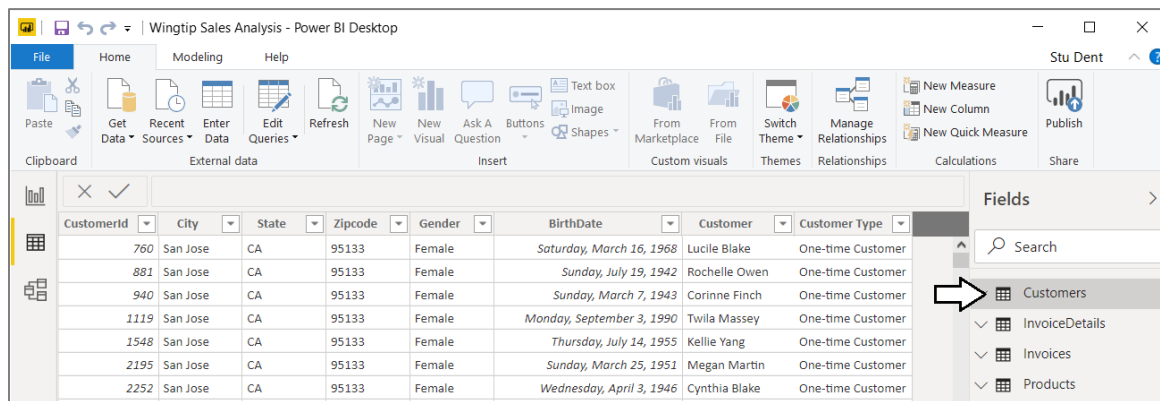 Wingtip Sales Analysis - Power BI Desktop
File Home Modeling Help Stu Dent
Paste
Get Data
Recent Sources
Enter Data
Edit Queries
Refresh
New Page
New Visual
Ask A Question
Buttons
Text box
Image
Shapes
From Marketplace
From File
Switch Theme
Manage Relationships
New Measure
New Column
New Quick Measure
Publish
Clipboard External data Insert Custom visuals Themes Relationships Calculations Share
Fields
CustomerId City State Zipcode Gender BirthDate Customer Customer Type
760 San Jose CA 95133 Female Saturday, March 16, 1968 Lucile Blake One-time Customer
881 San Jose CA 95133 Female Sunday, July 19, 1942 Rochelle Owen One-time Customer
940 San Jose CA 95133 Female Sunday, March 7, 1943 Corinne Finch One-time Customer
1119 San Jose CA 95133 Female Monday, September 3, 1990 Twila Massey One-time Customer
1548 San Jose CA 95133 Female Thursday, July 14, 1955 Kellie Yang One-time Customer
2195 San Jose CA 95133 Female Sunday, March 25, 1951 Megan Martin One-time Customer
2252 San Jose CA 95133 Female Wednesday, April 3, 1946 Cynthia Blake One-time Customer
Search
Customers
InvoiceDetails
Invoices
Products